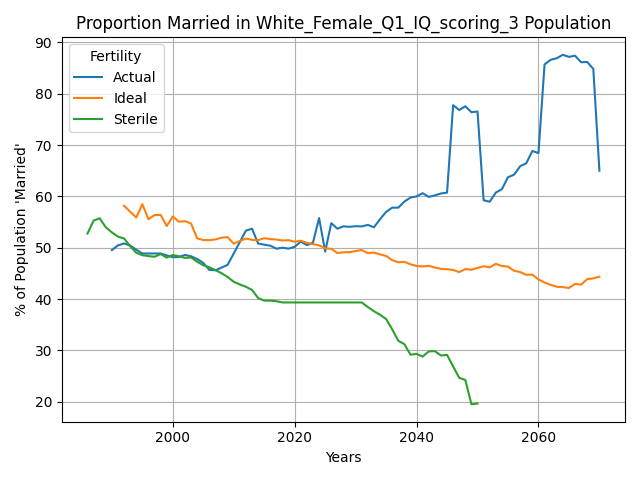 Proportion Married in White_Female_Q1_IQ_scoring_3 Population
% of Population 'Married'
90
80
70
60
50
40
30
20
Fertility
Actual
Ideal
Sterile
2000
2020
2040
2060
Years